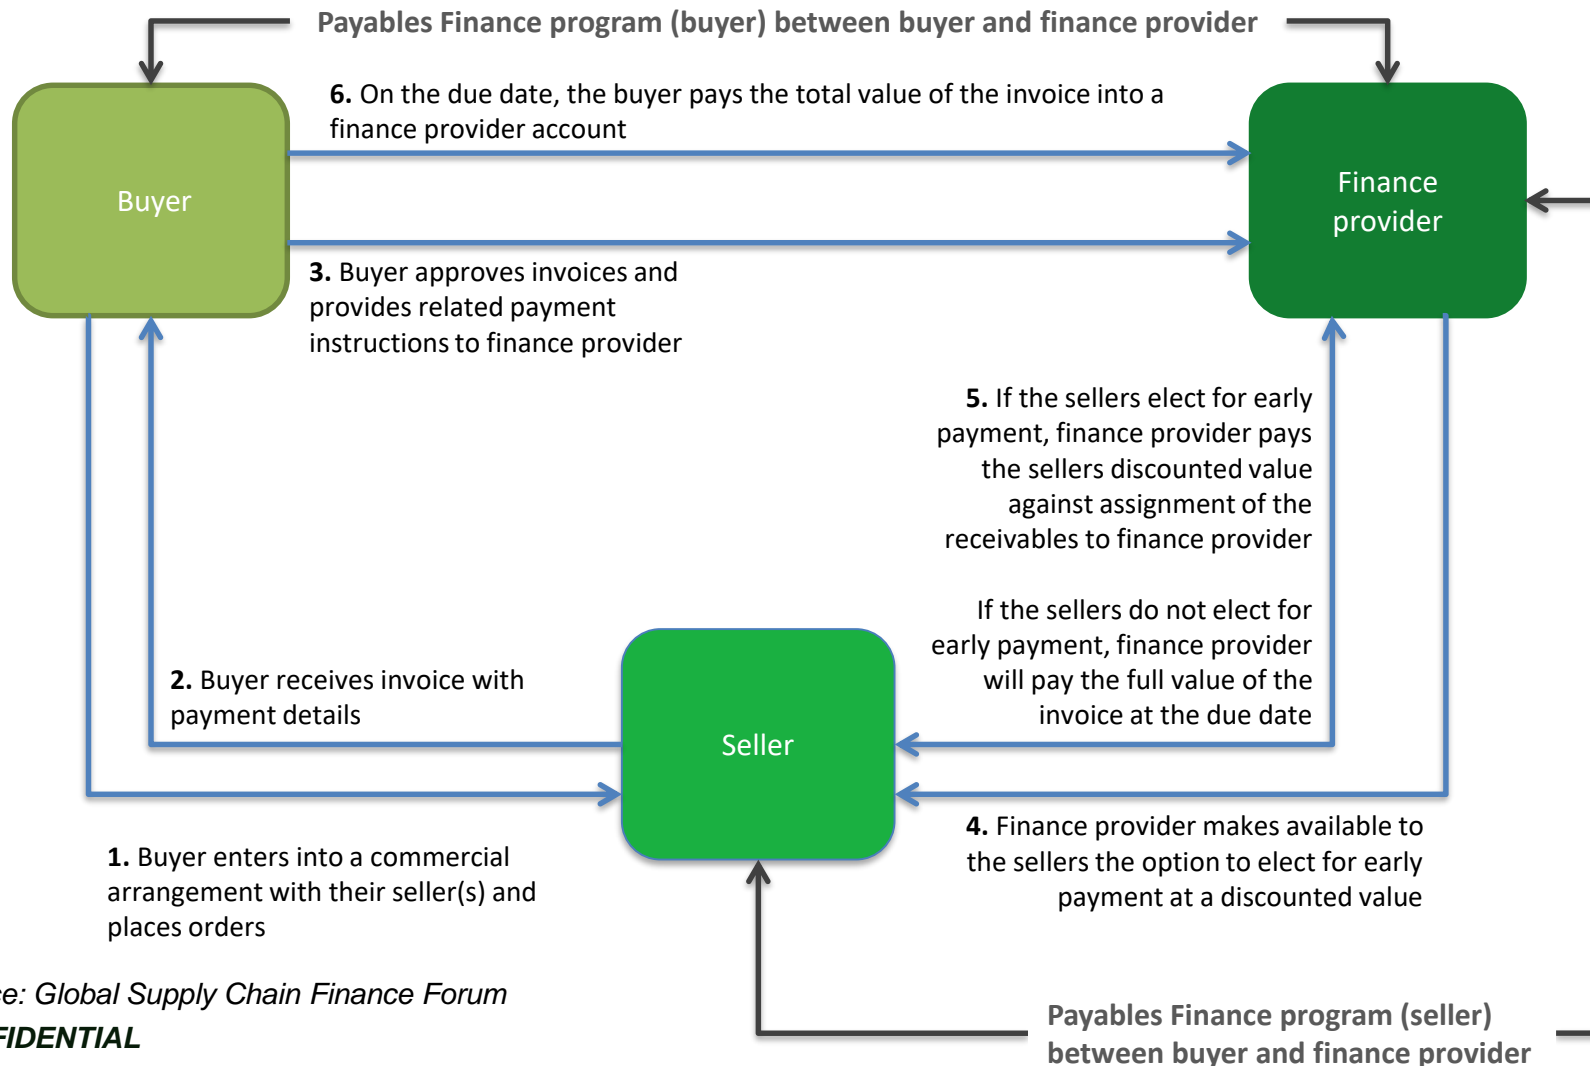 Payables Finance program (buyer) between buyer and finance provider
6. On the due date, the buyer pays the total value of the invoice into a
finance provider account
Buyer
Finance
provider
3. Buyer approves invoices and
provides related payment
instructions to finance provider
5. If the sellers elect for early
payment, finance provider pays
the sellers discounted value
against assignment of the
receivables to finance provider
If the sellers do not elect for
early payment, finance provider
will pay the full value of the
invoice at the due date
2. Buyer receives invoice with
payment details
Seller
1. Buyer enters into a commercial
arrangement with their seller(s) and
places orders
4. Finance provider makes available to
the sellers the option to elect for early
payment at a discounted value
ce: Global Supply Chain Finance Forum
FIDENTIAL
Payables Finance program (seller)
between buyer and finance provider